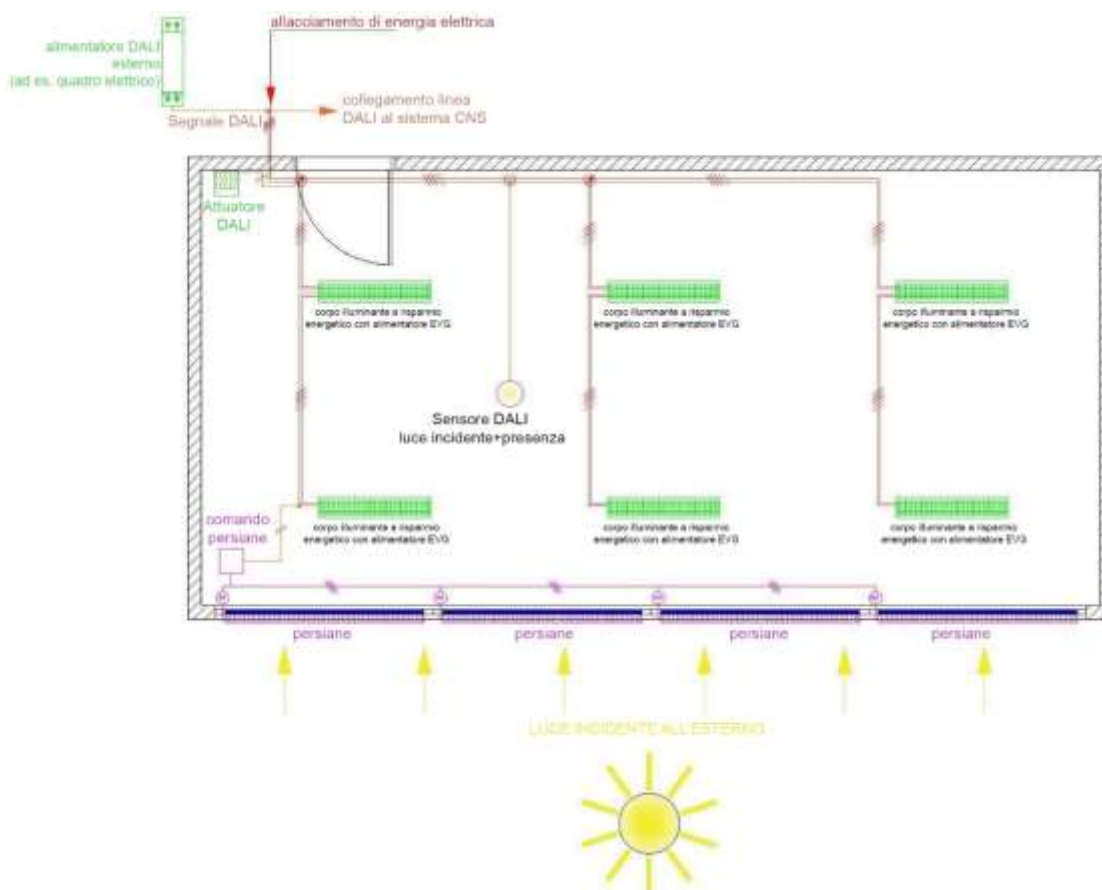 allacciamento di energia elettrica
alimentatore DALI
esterno
(ad es. quadro elettrico)
collegamento linea
DALI al sistema CNS
Segnale DALI
Attuatore
DALI
corpo illuminante a risparmio
energetico con alimentatore EVG
corpo illuminante a risparmio
energetico con alimentatore EVG
corpo illuminante a risparmio
energetico con alimentatore EVG
Sensore DALI
luce incidente+presenza
comando
persiane
corpo illuminante a risparmio
energetico con alimentatore EVG
corpo illuminante a risparmio
energetico con alimentatore EVG
corpo illuminante a risparmio
energetico con alimentatore EVG
persiane
persiane
persiane
persiane
LUCE INCIDENTE ALL'ESTERNO